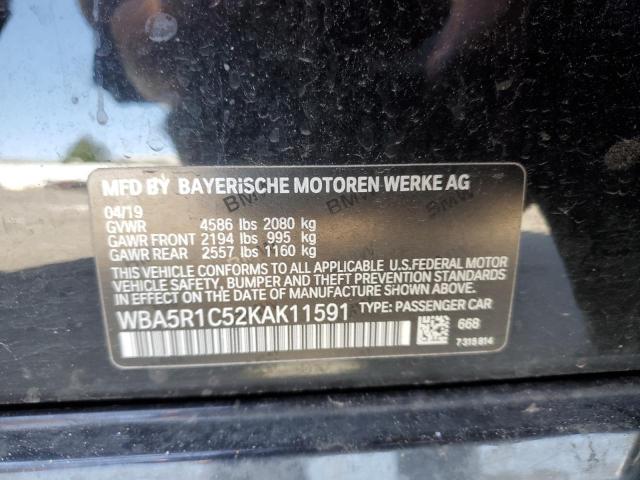 MFD BY BAYERISCHE MOTOREN WERKE AG
04/19
GVWR 4586 lbs 2080 kg
GAWR FRONT 2194 lbs 995 kg
GAWR REAR 2557 lbs 1160 kg
THIS VEHICLE CONFORMS TO ALL APPLICABLE U.S.FEDERAL MOTOR
VEHICLE SAFETY, BUMPER AND THEFT PREVENTION STANDARDS
IN EFFECT ON THE DATE OF MANUFACTURE SHOWN ABOVE.
WBA5R1C52KAK11591 TYPE: PASSENGER CAR
668
7315814